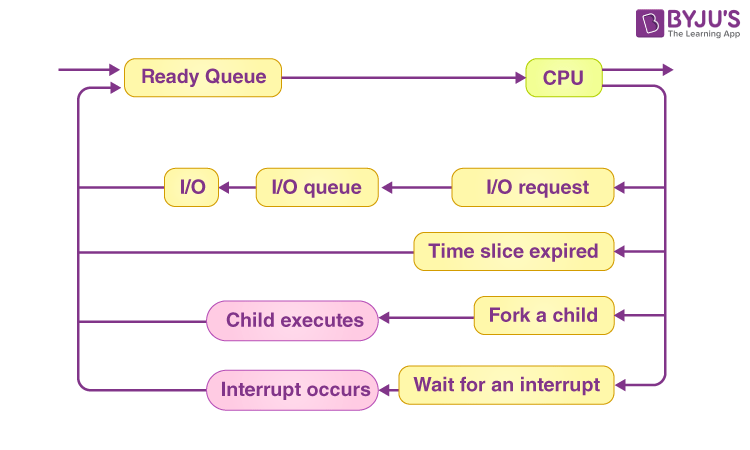 BYJU'S
The Learning App
Ready Queue
CPU
I/O
I/O queue
I/O request
Time slice expired
Child executes
Fork a child
Interrupt occurs
Wait for an interrupt